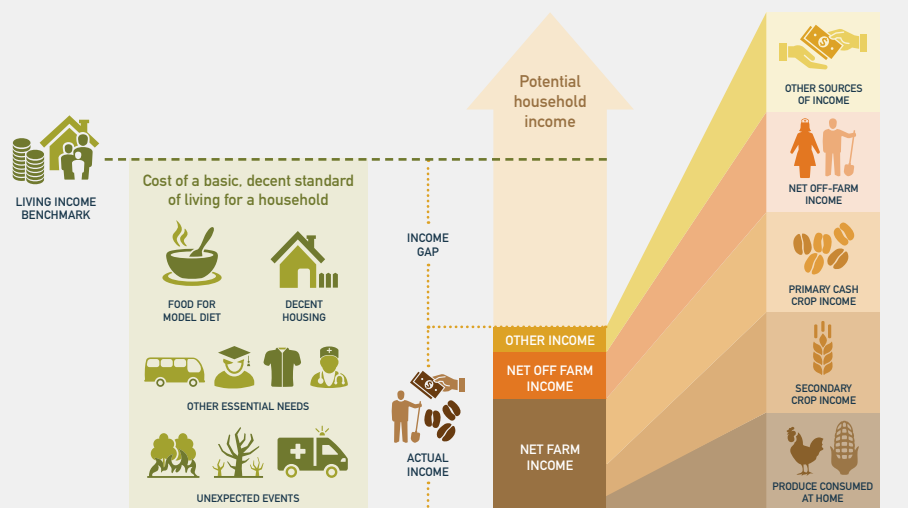 LIVING INCOME
BENCHMARK
Cost of a basic, decent standard
of living for a household
FOOD FOR
MODEL DIET
DECENT
HOUSING
OTHER ESSENTIAL NEEDS
UNEXPECTED EVENTS
INCOME
GAP
ACTUAL
INCOME
Potential
household
income
OTHER INCOME
NET OFF FARM
INCOME
NET FARM
INCOME
OTHER SOURCES
OF INCOME
NET OFF-FARM
INCOME
PRIMARY CASH
CROP INCOME
SECONDARY
CROP INCOME
PRODUCE CONSUMED
AT HOME